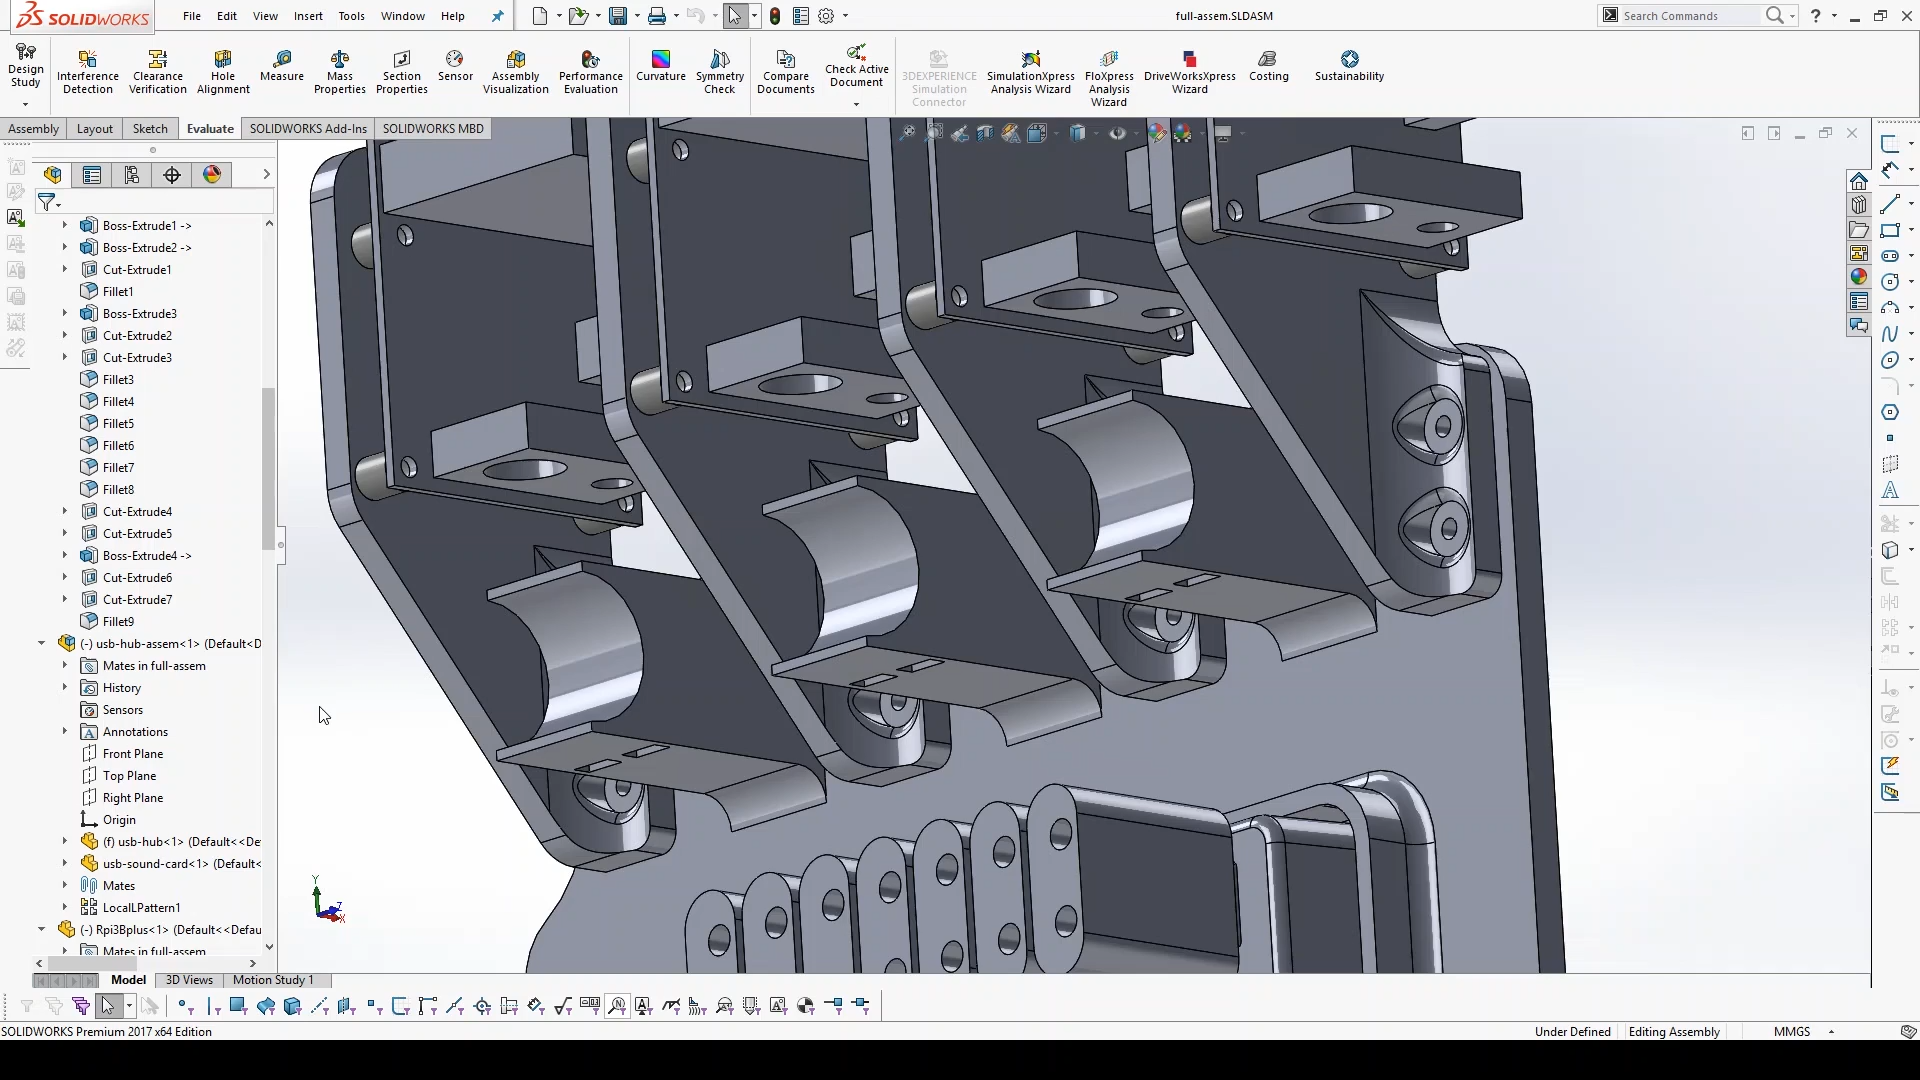 SOLIDWORKS
File Edit View Insert Tools Window Help
full-assem.SLDASM
Search Commands
Design Study
Interference Detection
Clearance Verification
Hole Alignment
Measure
Mass Properties
Section Properties
Sensor
Assembly Visualization
Performance Evaluation
Curvature
Symmetry Check
Compare Documents
Check Active Document
3DEXPERIENCE Simulation Connector
SimulationXpress Analysis Wizard
FloXpress Analysis Wizard
DriveWorksXpress Wizard
Costing
Sustainability
Assembly Layout Sketch Evaluate SOLIDWORKS Add-Ins SOLIDWORKS MBD
Boss-Extrude1 ->
Boss-Extrude2 ->
Cut-Extrude1
Fillet1
Boss-Extrude3
Cut-Extrude2
Cut-Extrude3
Fillet3
Fillet4
Fillet5
Fillet6
Fillet7
Fillet8
Cut-Extrude4
Cut-Extrude5
Boss-Extrude4 ->
Cut-Extrude6
Cut-Extrude7
Fillet9
(-) usb-hub-assem<1> (Default<D
Mates in full-assem
History
Sensors
Annotations
Front Plane
Top Plane
Right Plane
Origin
(f) usb-hub<1> (Default<<De
usb-sound-card<1> (Default<
Mates
LocalLPattern1
(-) Rpi3Bplus<1> (Default<<Defau
Mates in full-assem
Y
Z
X
Model 3D Views Motion Study 1
SOLIDWORKS Premium 2017 x64 Edition
Under Defined Editing Assembly MMGS